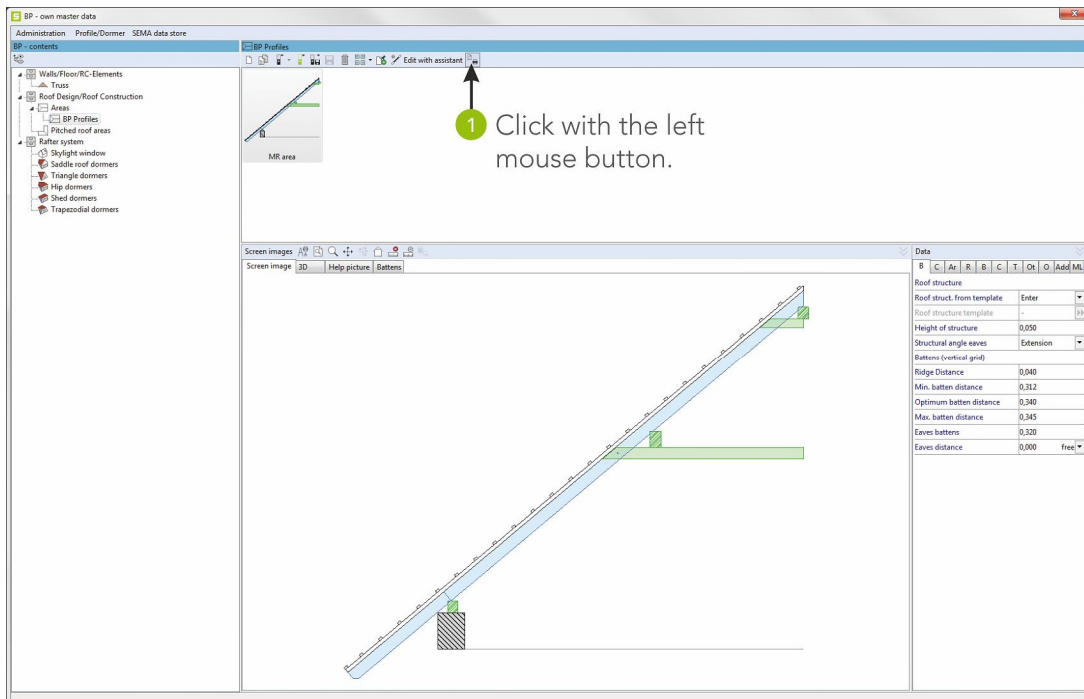 BP - own master data
Administration Profile/Dormer SEMA data store
BP - contents
Walls/Floor/RC-Elements
Truss
Roof Design/Roof Construction
Areas
BP Profiles
Pitched roof areas
Rafter system
Skylight window
Saddle roof dormers
Triangle dormers
Hip dormers
Shed dormers
Trapezodial dormers
BP Profiles
Edit with assistant
MR area
1 Click with the left
mouse button.
Screen images
Screen image 3D Help picture Battens
Data
B C Ar R B C T Ot O Add ML
Roof structure
Roof struct. from template Enter
Roof structure template -
Height of structure 0,050
Structural angle eaves Extension
Battens (vertical grid)
Ridge Distance 0,040
Min. batten distance 0,312
Optimum batten distance 0,340
Max. batten distance 0,345
Eaves battens 0,320
Eaves distance 0,000 free